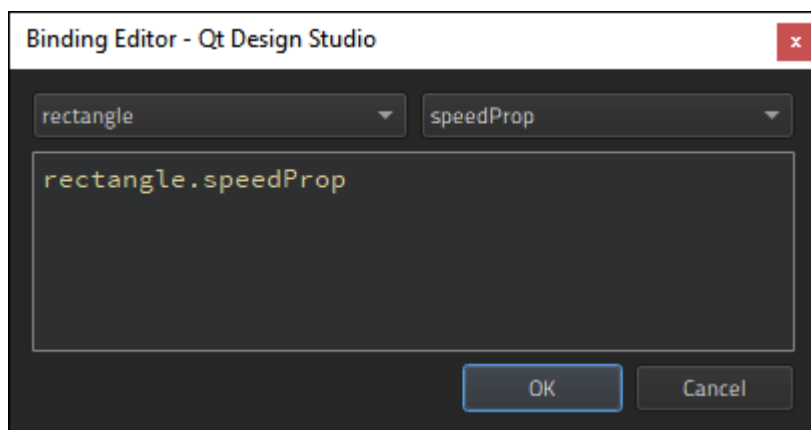 Binding Editor - Qt Design Studio
x
rectangle
speedProp
rectangle.speedProp
OK
Cancel